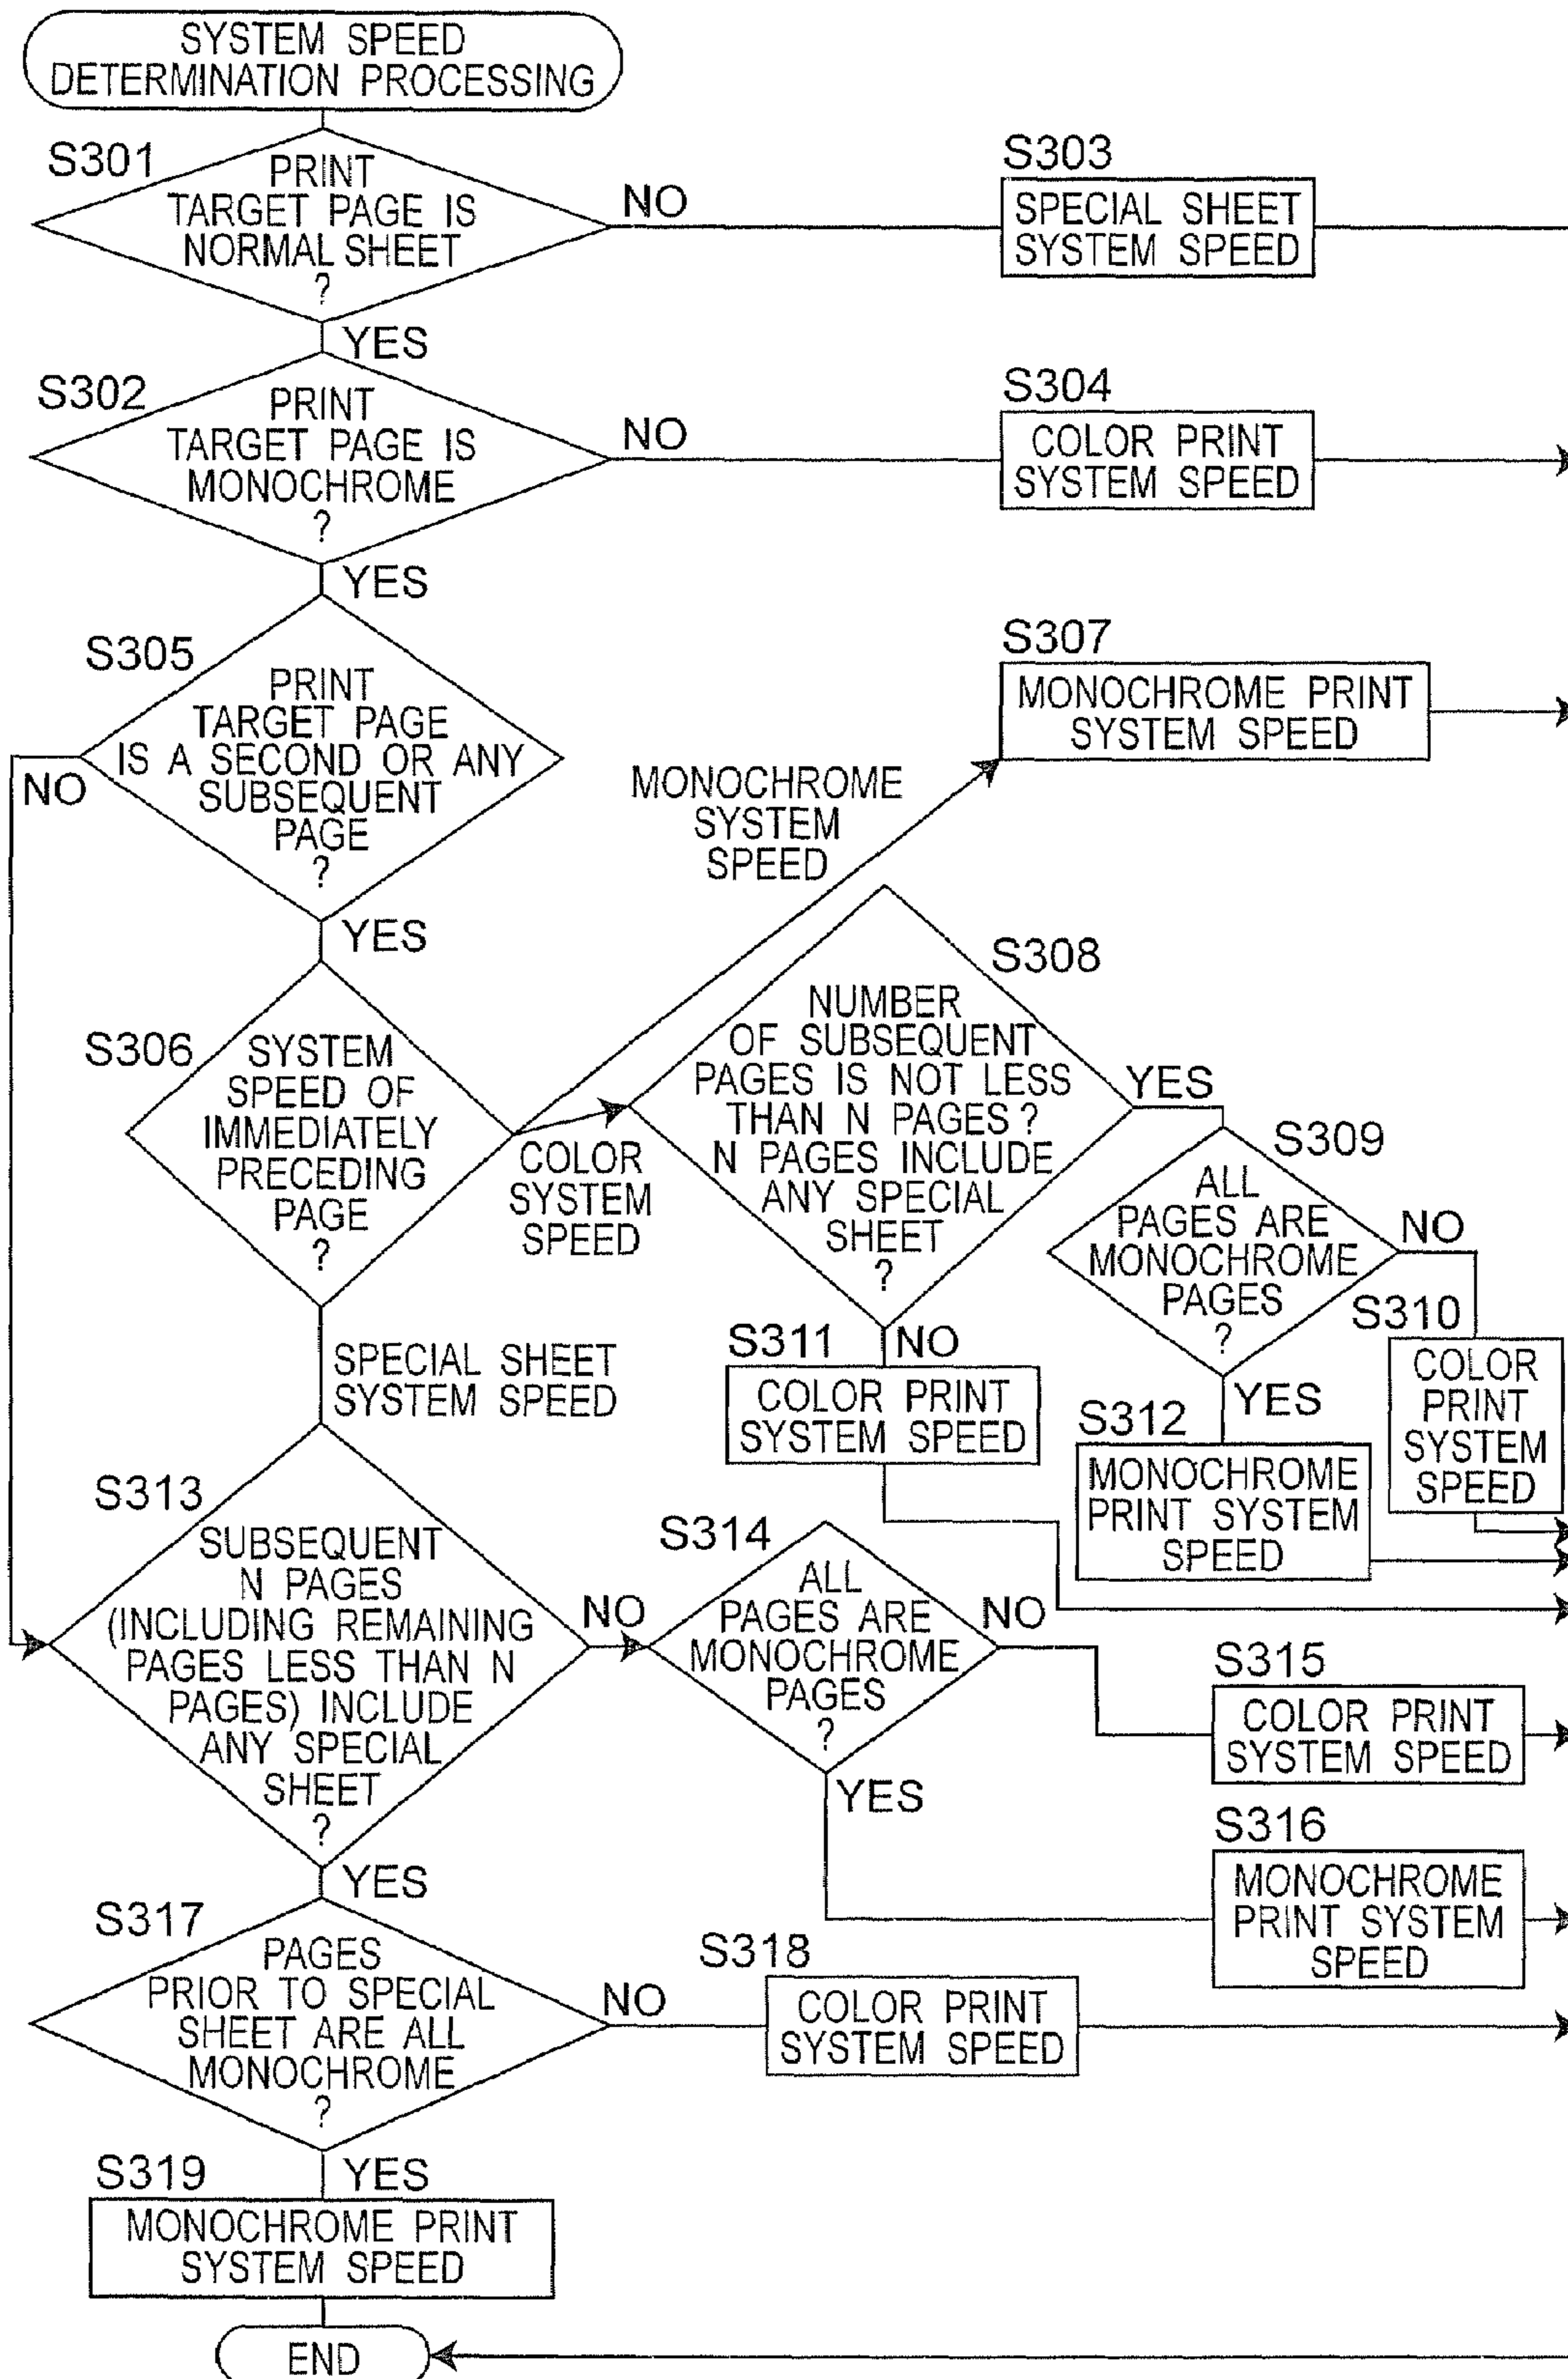 SYSTEM SPEED
DETERMINATION PROCESSING
S301
PRINT
TARGET PAGE IS
NORMAL SHEET
?
NO
S303
SPECIAL SHEET
SYSTEM SPEED
YES
S302
PRINT
TARGET PAGE IS
MONOCHROME
?
NO
S304
COLOR PRINT
SYSTEM SPEED
YES
S305
PRINT
TARGET PAGE
IS A SECOND OR ANY
SUBSEQUENT
PAGE
?
NO
YES
S306
SYSTEM
SPEED OF
IMMEDIATELY
PRECEDING
PAGE
?
MONOCHROME
SYSTEM
SPEED
S307
MONOCHROME PRINT
SYSTEM SPEED
COLOR
SYSTEM
SPEED
S308
NUMBER
OF SUBSEQUENT
PAGES IS NOT LESS
THAN N PAGES?
N PAGES INCLUDE
ANY SPECIAL
SHEET
?
YES
S309
ALL
PAGES ARE
MONOCHROME
PAGES
?
NO
S310
COLOR
PRINT
SYSTEM
SPEED
S311
NO
COLOR PRINT
SYSTEM SPEED
YES
S312
MONOCHROME
PRINT SYSTEM
SPEED
SPECIAL SHEET
SYSTEM SPEED
S313
SUBSEQUENT
N PAGES
(INCLUDING REMAINING
PAGES LESS THAN N
PAGES) INCLUDE
ANY SPECIAL
SHEET
?
NO
S314
ALL
PAGES ARE
MONOCHROME
PAGES
?
NO
S315
COLOR PRINT
SYSTEM SPEED
YES
S316
MONOCHROME
PRINT SYSTEM
SPEED
YES
S317
PAGES
PRIOR TO SPECIAL
SHEET ARE ALL
MONOCHROME
?
NO
S318
COLOR PRINT
SYSTEM SPEED
YES
S319
MONOCHROME PRINT
SYSTEM SPEED
END